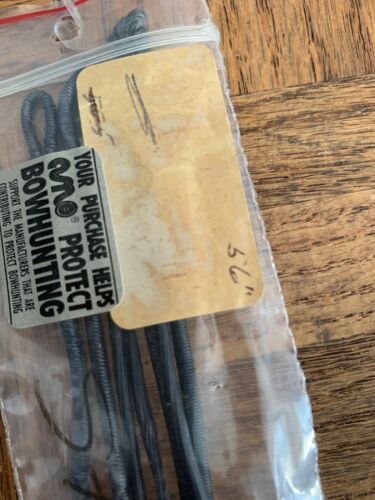 YOUR PURCHASE HELPS
AMO® PROTECT
BOWHUNTING
SUPPORT THE MANUFACTURERS THAT ARE
CONTRIBUTING TO PROTECT BOWHUNTING
56"